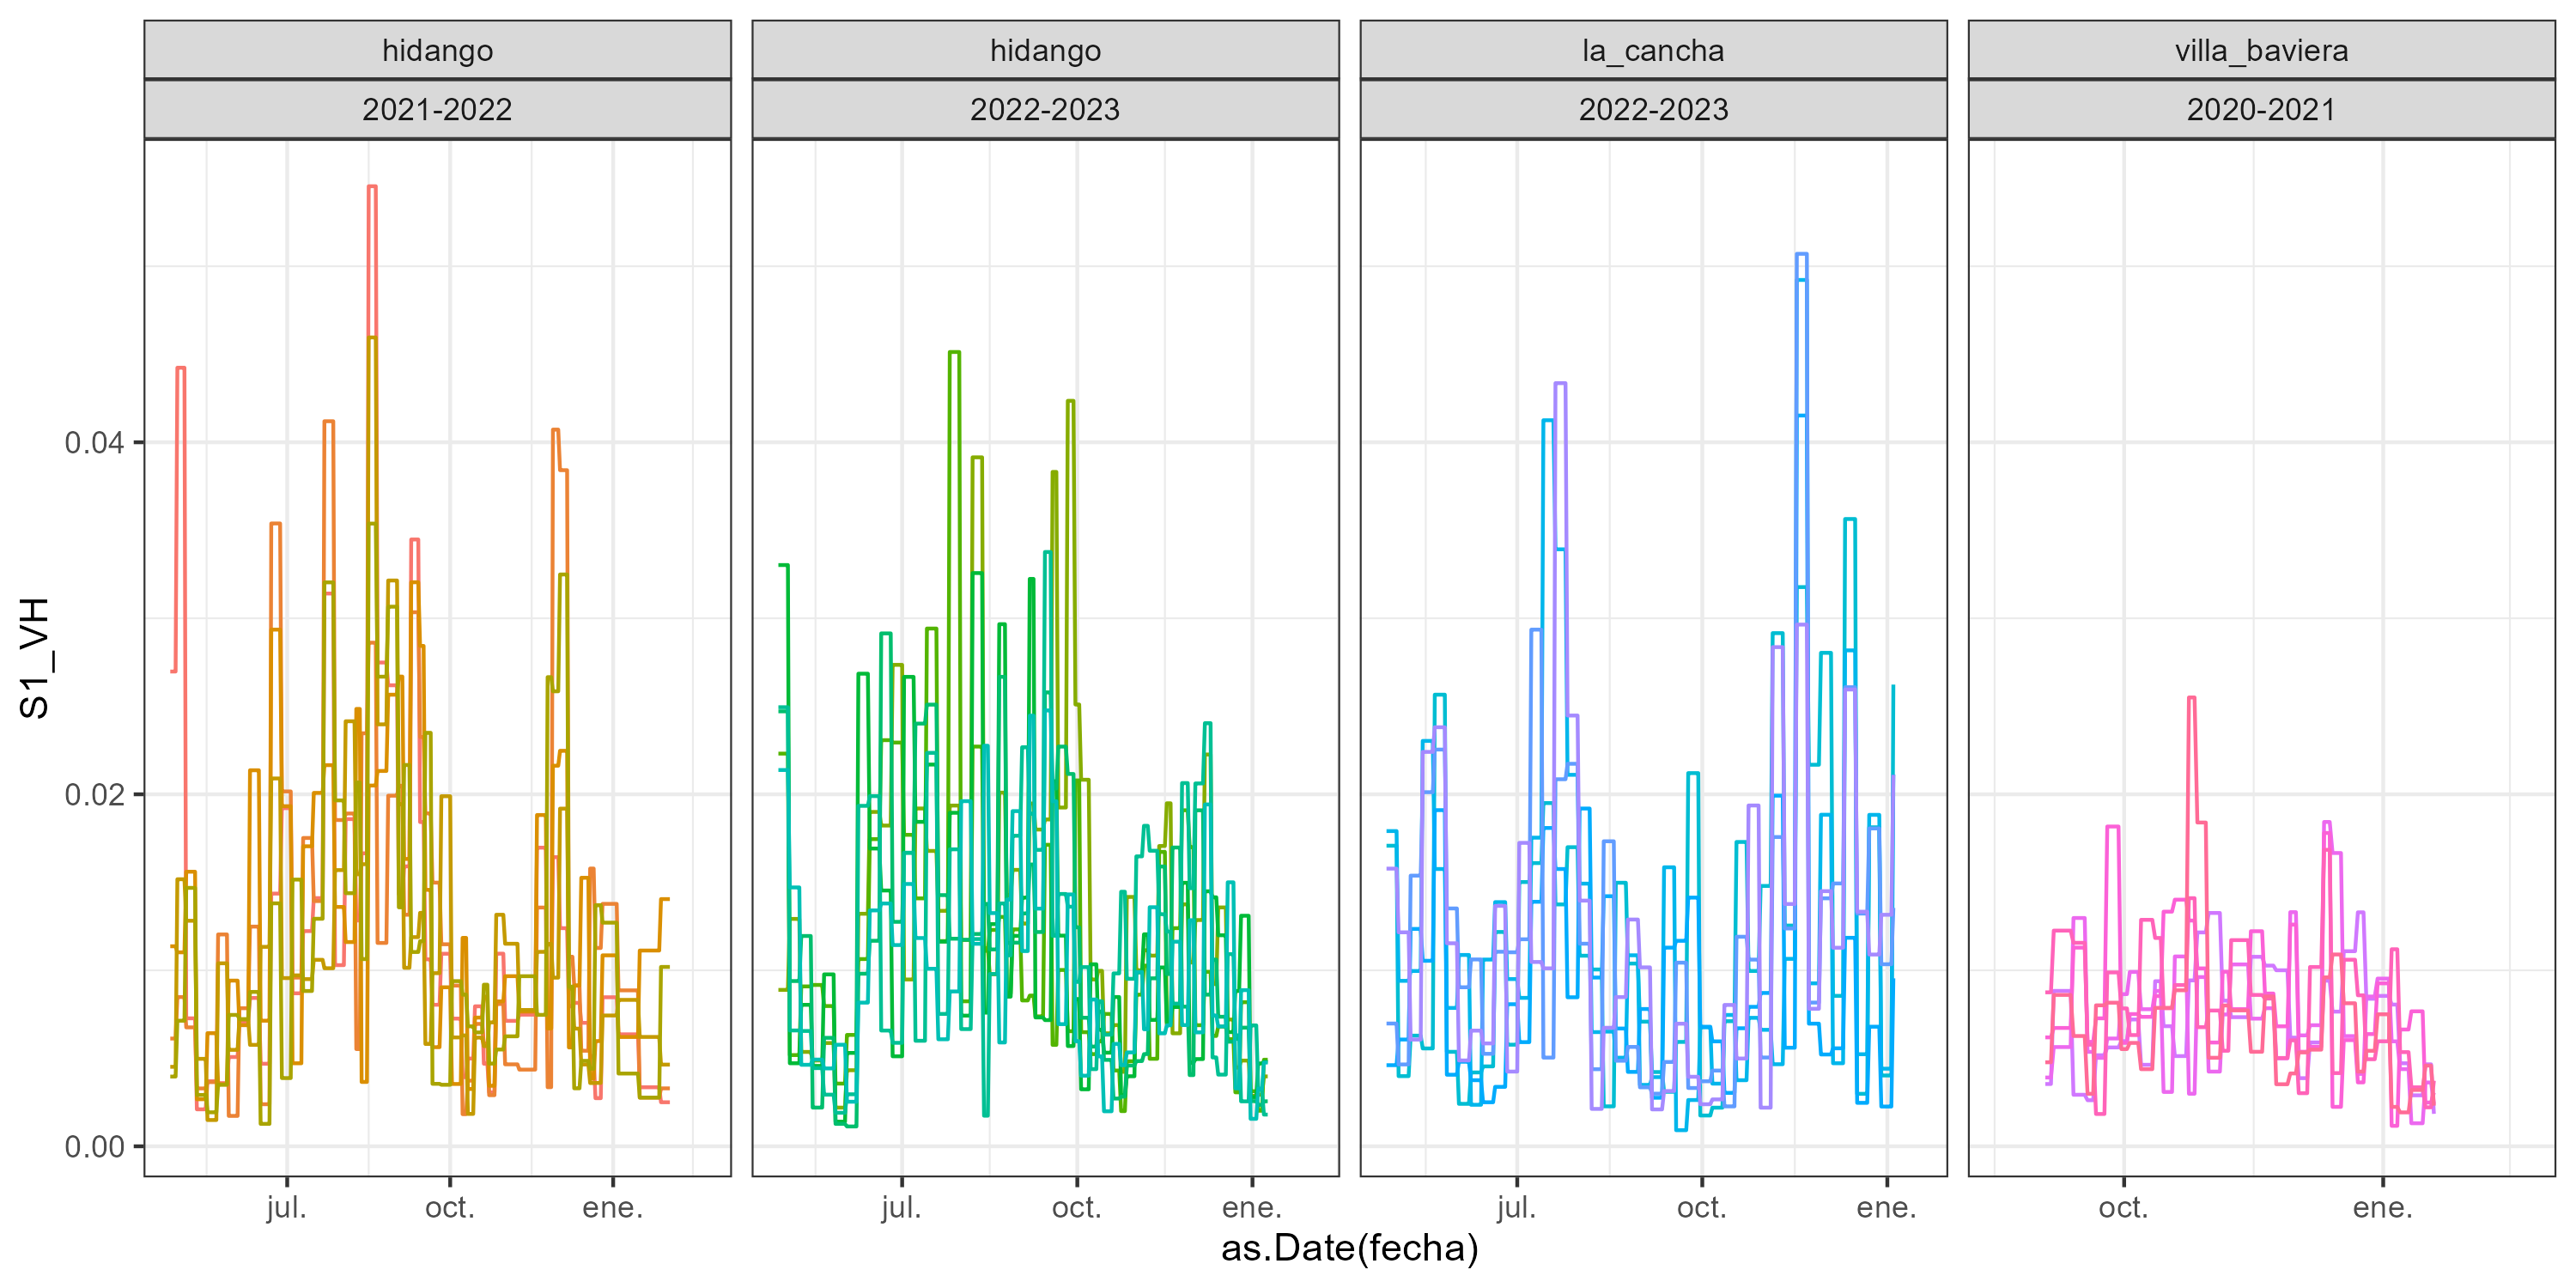 hidango hidango la_cancha villa_baviera
2021-2022 2022-2023 2022-2023 2020-2021
S1_VH
0.04
0.02
0.00
jul. oct. ene. jul. oct. ene. jul. oct. ene. oct. ene.
as.Date(fecha)